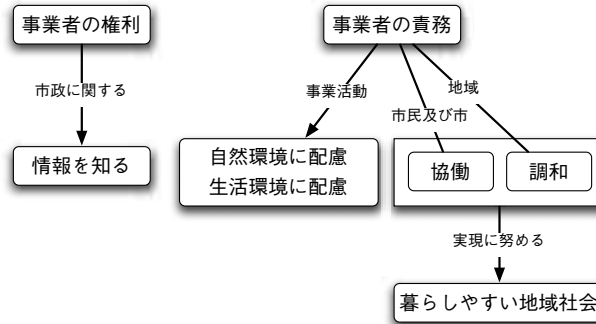 事業者の権利
事業者の責務
市政に関する
事業活動
地域
市民及び市
情報を知る
自然環境に配慮
生活環境に配慮
協働
調和
実現に努める
暮らしやすい地域社会